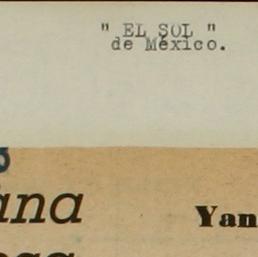 " EL SOL "
de México.
ana
Yan